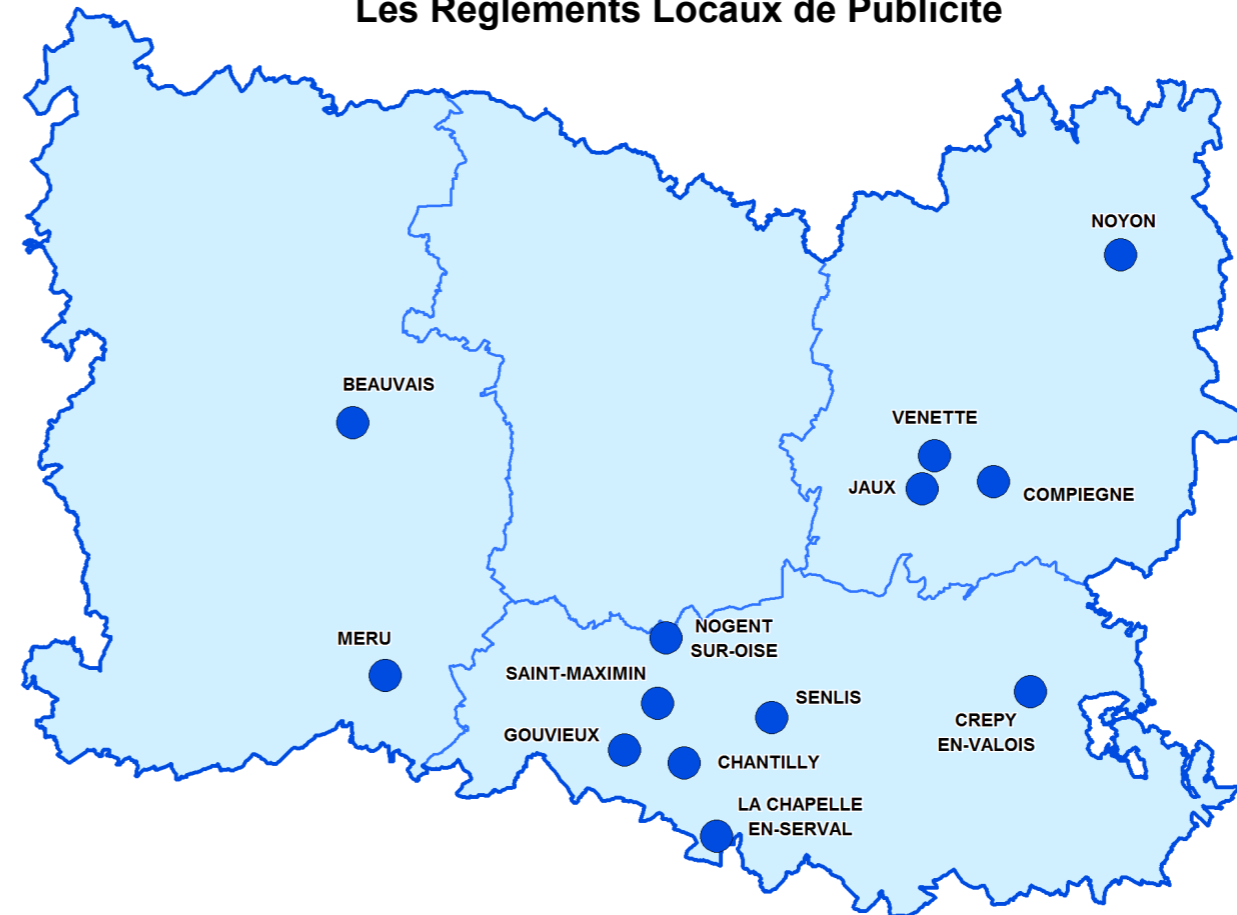 Les Règlements Locaux de Publicité
NOYON
BEAUVAIS
VENETTE
JAUX
COMPIEGNE
NOGENT
SUR-OISE
MERU
SAINT-MAXIMIN
SENLIS
CREPY
EN-VALOIS
GOUVIEUX
CHANTILLY
LA CHAPELLE
EN-SERVAL